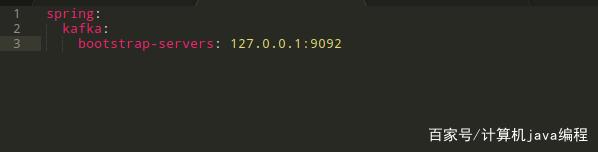 1 spring:
2 kafka:
3 bootstrap-servers: 127.0.0.1:9092
百家号/计算机java编程